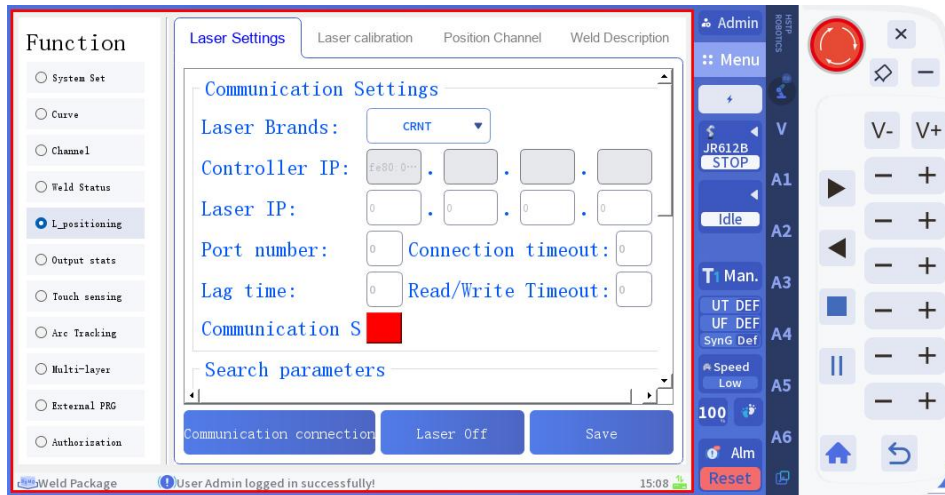 Function
System Set
Curve
Channel
Weld Status
L_positioning
Output stats
Touch sensing
Arc Tracking
Multi-layer
External PRG
Authorization
Laser Settings Laser calibration Position Channel Weld Description
Communication Settings
Laser Brands: CRNT
Controller IP: fe80:0… . . .
Laser IP: 0 . 0 . 0 . 0
Port number: 0 Connection timeout: 0
Lag time: 0 Read/Write Timeout: 0
Communication S
Search parameters
Communication connection Laser Off Save
Weld Package User Admin logged in successfully! 15:08
Admin
Menu
JR612B
STOP
Idle
T1 Man.
UT DEF
UF DEF
SynG Def
Speed
Low
100 %
Alm
Reset
HSTP
ROBOTICS
V
A1
A2
A3
A4
A5
A6
V- V+
- +
- +
- +
- +
- +
- +